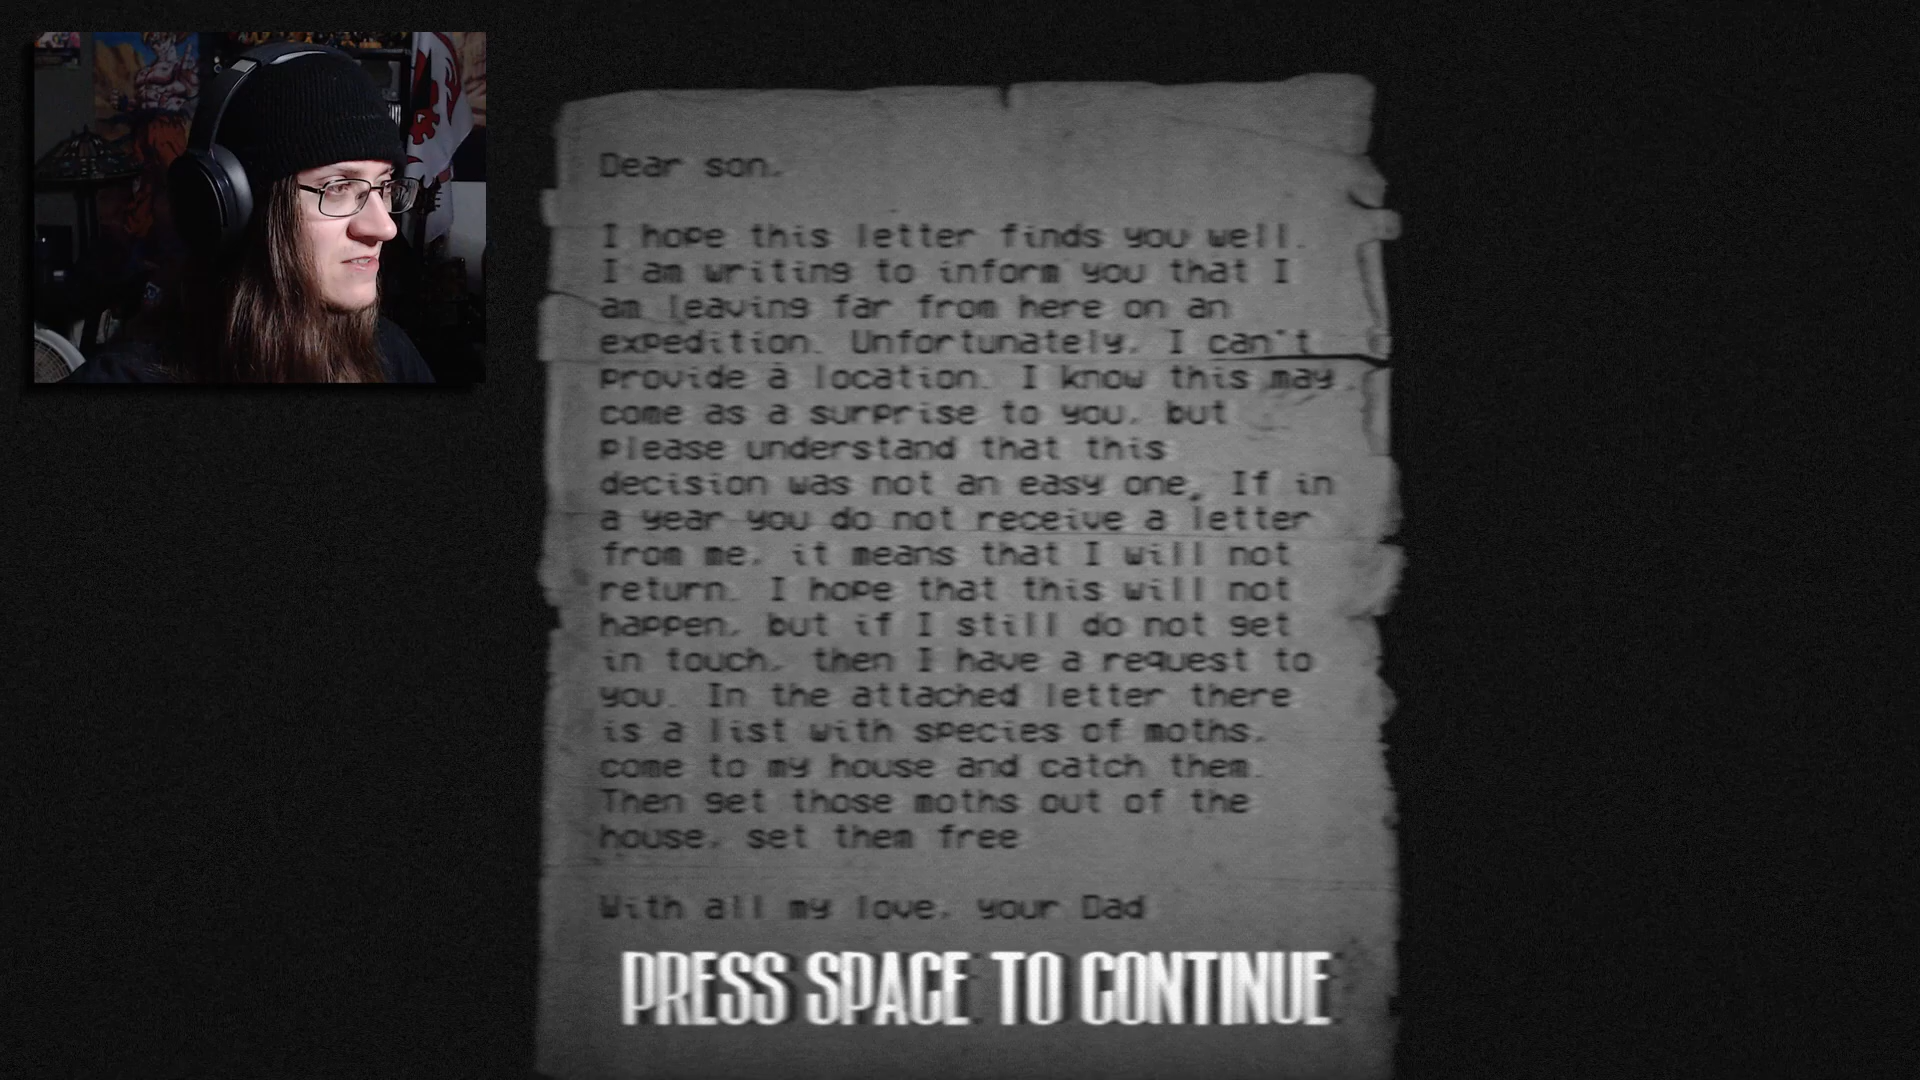 Dear son,
I hope this letter finds you well.
I am writing to inform you that I
am leaving far from here on an
expedition. Unfortunately, I can't
provide a location. I know this may
come as a surprise to you, but
please understand that this
decision was not an easy one. If in
a year you do not receive a letter
from me, it means that I will not
return. I hope that this will not
happen, but if I still do not get
in touch, then I have a request to
you. In the attached letter there
is a list with species of moths,
come to my house and catch them.
Then get those moths out of the
house, set them free
With all my love, your Dad
PRESS SPACE TO CONTINUE